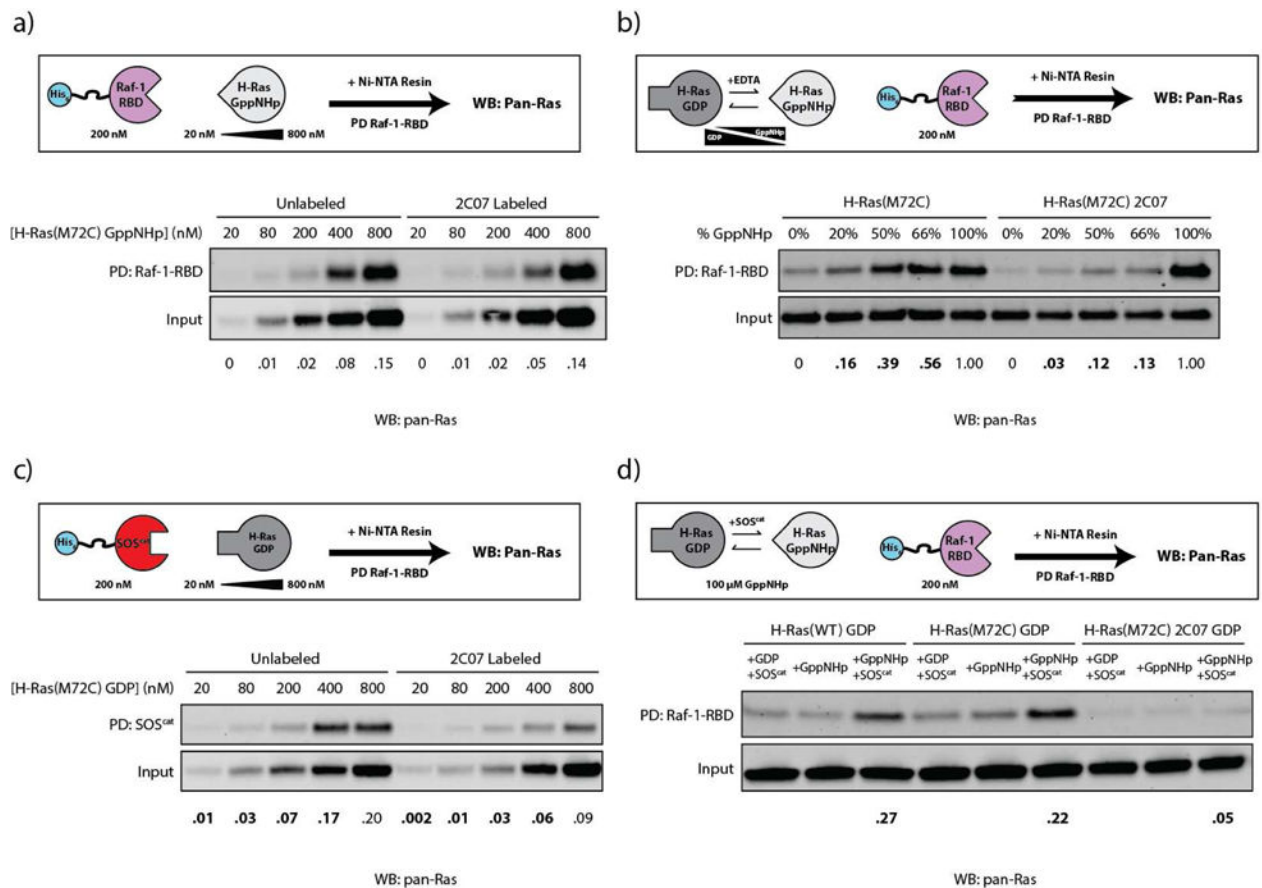 a)
His6 Raf-1 RBD H-Ras GppNHp + Ni-NTA Resin PD Raf-1-RBD WB: Pan-Ras
200 nM 20 nM 800 nM
Unlabeled 2C07 Labeled
[H-Ras(M72C) GppNHp] (nM) 20 80 200 400 800 20 80 200 400 800
PD: Raf-1-RBD
Input
0 .01 .02 .08 .15 0 .01 .02 .05 .14
WB: pan-Ras
b)
H-Ras GDP +EDTA H-Ras GppNHp His6 Raf-1 RBD + Ni-NTA Resin PD Raf-1-RBD WB: Pan-Ras
GDP GppNHp 200 nM
H-Ras(M72C) H-Ras(M72C) 2C07
% GppNHp 0% 20% 50% 66% 100% 0% 20% 50% 66% 100%
PD: Raf-1-RBD
Input
0 .16 .39 .56 1.00 0 .03 .12 .13 1.00
WB: pan-Ras
c)
His6 SOScat H-Ras GDP + Ni-NTA Resin PD Raf-1-RBD WB: Pan-Ras
200 nM 20 nM 800 nM
Unlabeled 2C07 Labeled
[H-Ras(M72C) GDP] (nM) 20 80 200 400 800 20 80 200 400 800
PD: SOScat
Input
.01 .03 .07 .17 .20 .002 .01 .03 .06 .09
WB: pan-Ras
d)
H-Ras GDP +SOScat H-Ras GppNHp His6 Raf-1 RBD + Ni-NTA Resin PD Raf-1-RBD WB: Pan-Ras
100 µM GppNHp 200 nM
H-Ras(WT) GDP H-Ras(M72C) GDP H-Ras(M72C) 2C07 GDP
+GDP +SOScat +GppNHp +GppNHp +SOScat +GDP +SOScat +GppNHp +GppNHp +SOScat +GDP +SOScat +GppNHp +GppNHp +SOScat
PD: Raf-1-RBD
Input
.27 .22 .05
WB: pan-Ras